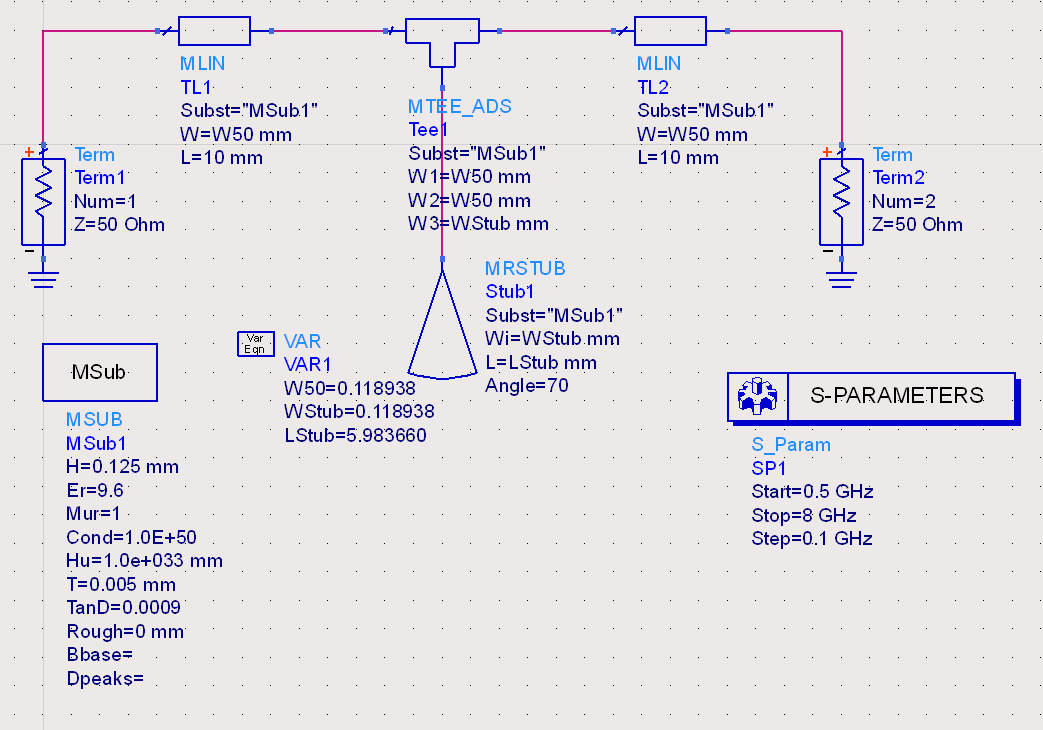 MLIN
TL1
Subst="MSub1"
W=W50 mm
L=10 mm
MTEE_ADS
Tee1
Subst="MSub1"
W1=W50 mm
W2=W50 mm
W3=WStub mm
MLIN
TL2
Subst="MSub1"
W=W50 mm
L=10 mm
+
Term
Term1
Num=1
Z=50 Ohm
-
+
Term
Term2
Num=2
Z=50 Ohm
-
MRSTUB
Stub1
Subst="MSub1"
Wi=WStub mm
L=LStub mm
Angle=70
Var
Eqn
VAR
VAR1
W50=0.118938
WStub=0.118938
LStub=5.983660
MSub
MSUB
MSub1
H=0.125 mm
Er=9.6
Mur=1
Cond=1.0E+50
Hu=1.0e+033 mm
T=0.005 mm
TanD=0.0009
Rough=0 mm
Bbase=
Dpeaks=
S-PARAMETERS
S_Param
SP1
Start=0.5 GHz
Stop=8 GHz
Step=0.1 GHz